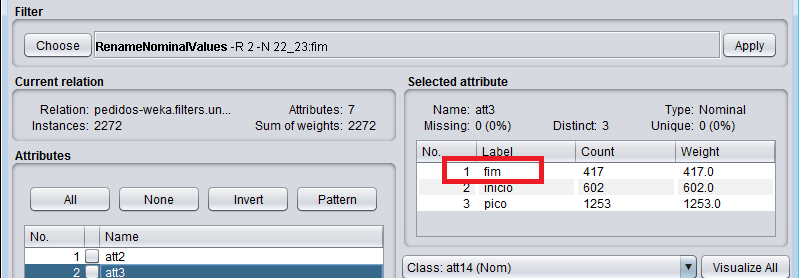 Filter
Choose RenameNominalValues -R 2 -N 22_23:fim Apply
Current relation
Relation: pedidos-weka.filters.un... Attributes: 7
Instances: 2272 Sum of weights: 2272
Attributes
All None Invert Pattern
No. Name
1 att2
2 att3
Selected attribute
Name: att3 Type: Nominal
Missing: 0 (0%) Distinct: 3 Unique: 0 (0%)
No. Label Count Weight
1 fim 417 417.0
2 inicio 602 602.0
3 pico 1253 1253.0
Class: att14 (Nom) Visualize All